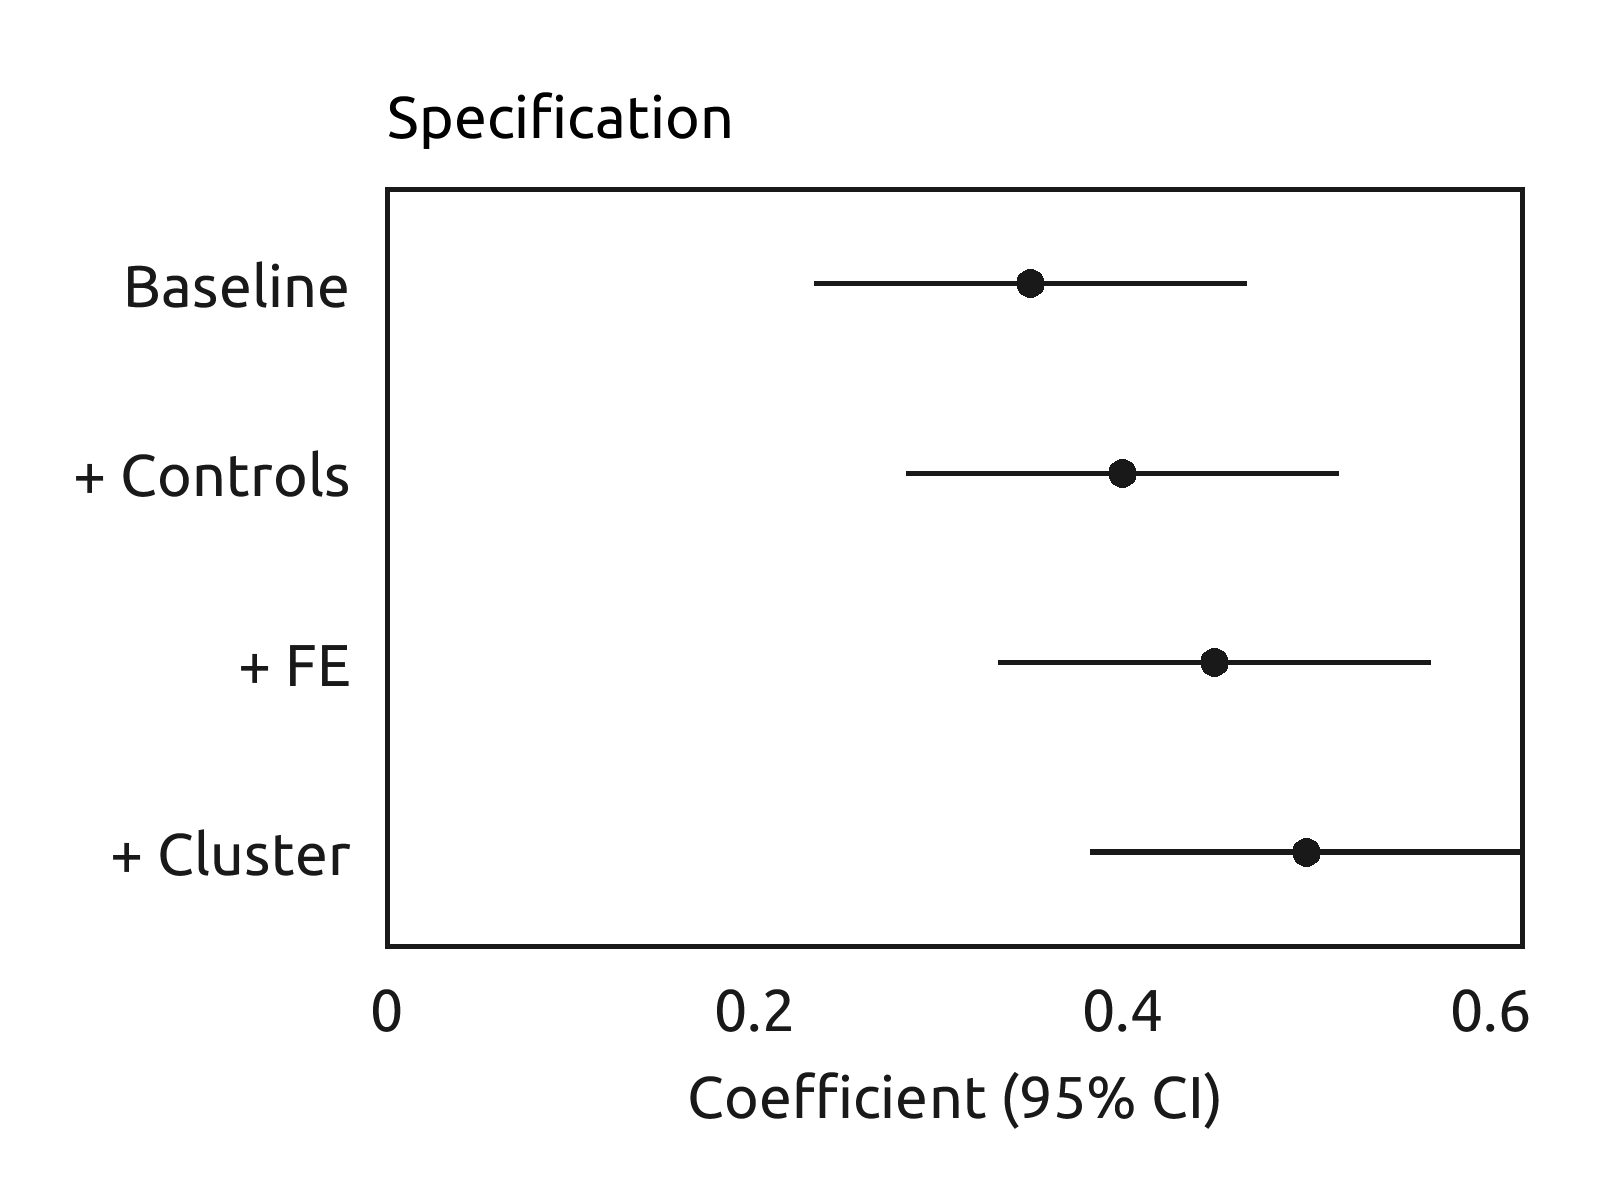 Specification
Baseline
+ Controls
+ FE
+ Cluster
0 0.2 0.4 0.6
Coefficient (95% CI)